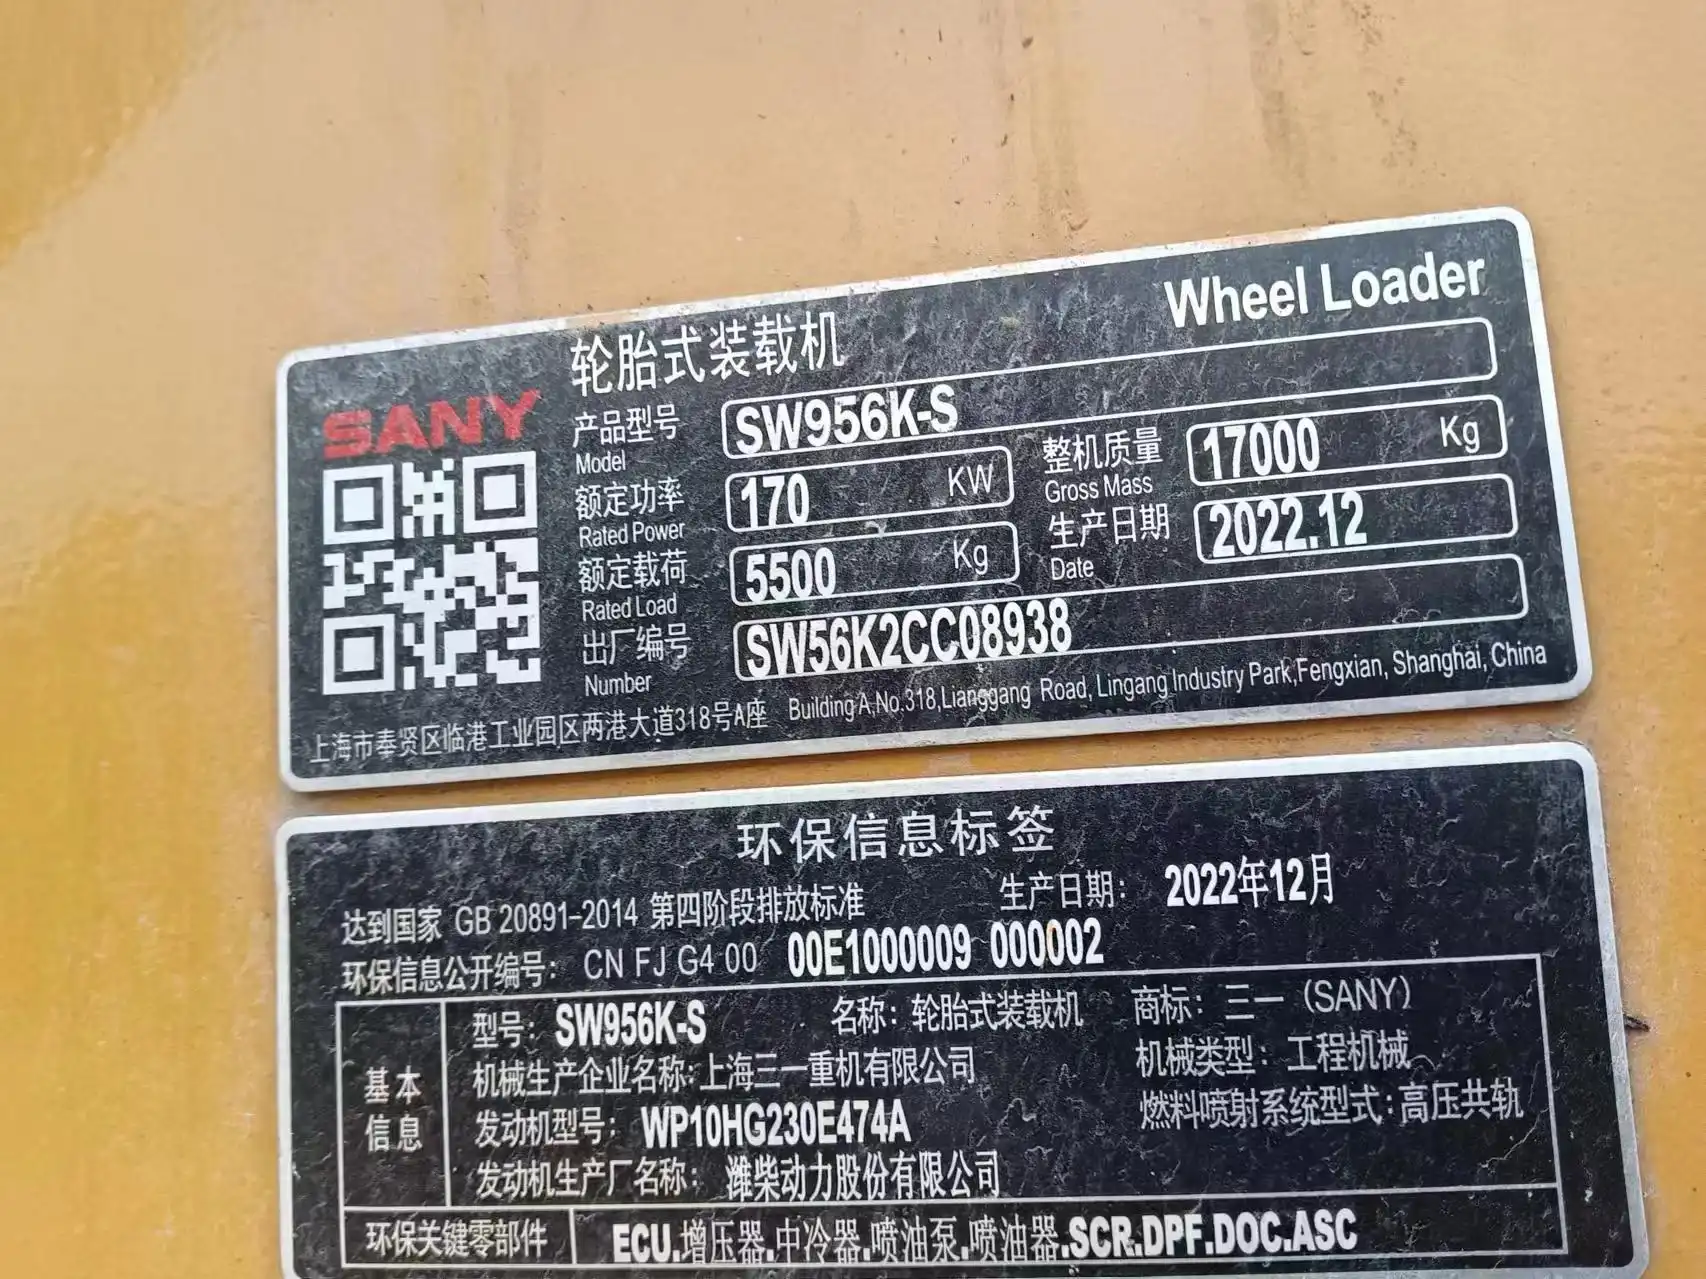 轮胎式装载机 Wheel Loader
SANY
产品型号 Model SW956K-S
额定功率 Rated Power 170 KW 整机质量 Gross Mass 17000 Kg
额定载荷 Rated Load 5500 Kg 生产日期 Date 2022.12
出厂编号 Number SW56K2CC08938
上海市奉贤区临港工业园区两港大道318号A座 Building A,No.318,Lianggang Road, Lingang Industry Park,Fengxian, Shanghai, China
环保信息标签
达到国家 GB 20891-2014 第四阶段排放标准 生产日期: 2022年12月
环保信息公开编号: CN FJ G4 00 00E1000009 000002
基本信息
型号: SW956K-S 名称: 轮胎式装载机 商标: 三一 (SANY)
机械生产企业名称:上海三一重机有限公司 机械类型: 工程机械
发动机型号: WP10HG230E474A 燃料喷射系统型式:高压共轨
发动机生产厂名称: 潍柴动力股份有限公司
环保关键零部件 ECU.增压器.中冷器.喷油泵.喷油器.SCR.DPF.DOC.ASC